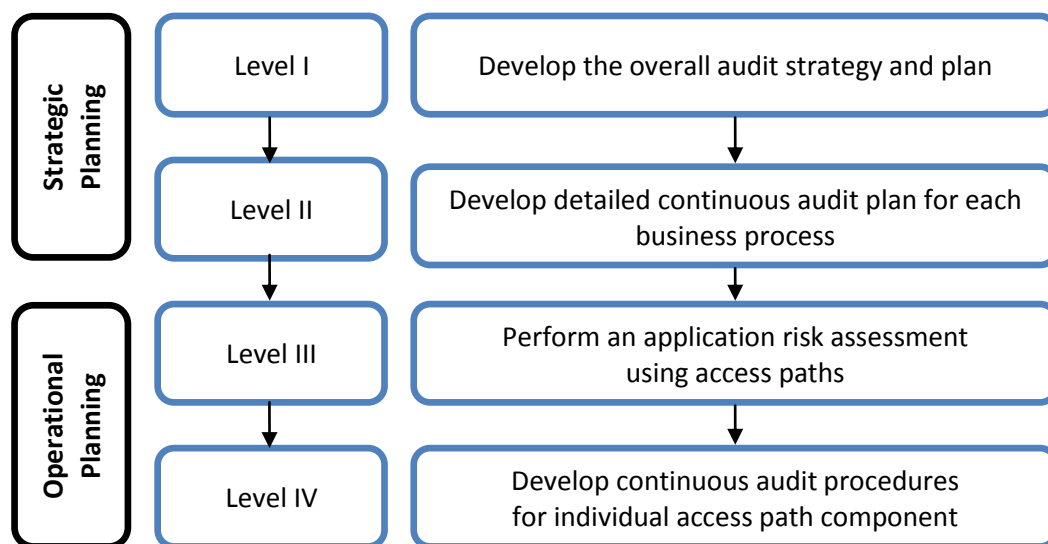 Strategic
Planning
Level I
Develop the overall audit strategy and plan
Level II
Develop detailed continuous audit plan for each
business process
Operational
Planning
Level III
Perform an application risk assessment
using access paths
Level IV
Develop continuous audit procedures
for individual access path component